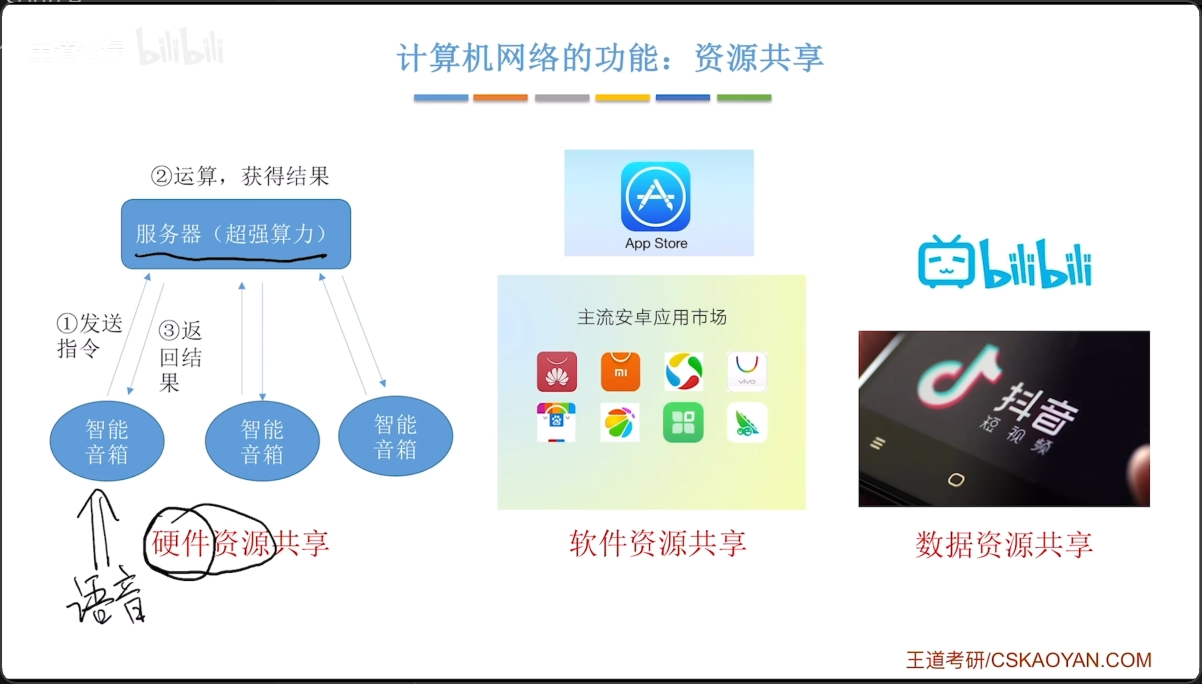 bilibili
计算机网络的功能：资源共享
②运算，获得结果
服务器（超强算力）
①发送
指令
③返
回结
果
智能
音箱
智能
音箱
智能
音箱
语音
硬件资源共享
App Store
主流安卓应用市场
mi
vivo
du
软件资源共享
bilibili
抖音
短视频
数据资源共享
王道考研/CSKAOYAN.COM